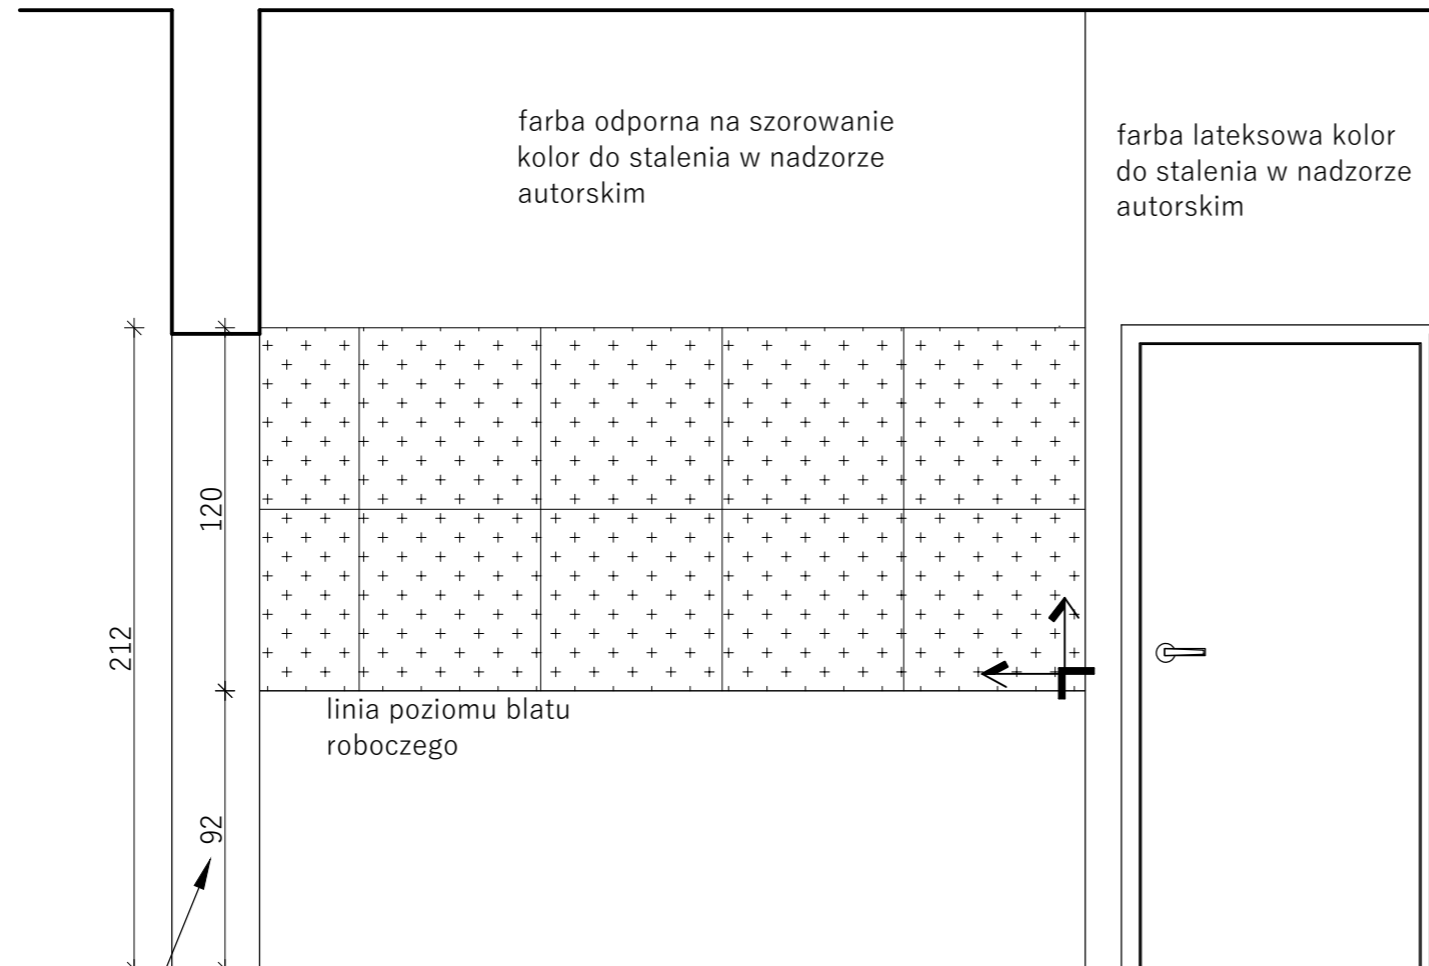 farba odporna na szorowanie
kolor do stalenia w nadzorze
autorskim
farba lateksowa kolor
do stalenia w nadzorze
autorskim
120
212
linia poziomu blatu
roboczego
92